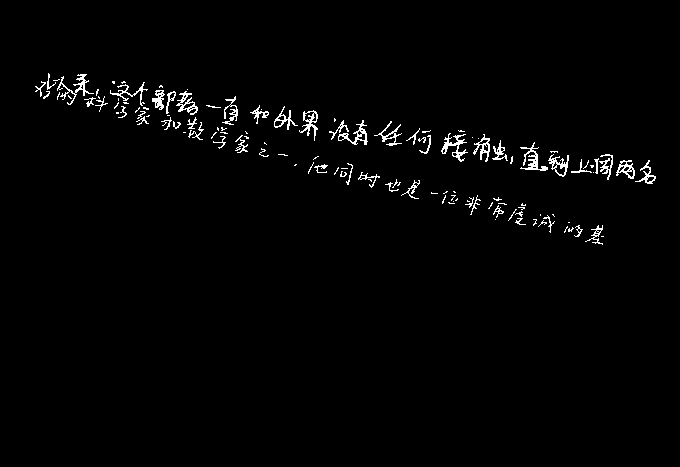 来,这个部落一直和外界没有任何接触,直到上周两名
的科学家和数学家之一,他同时也是一位非常虔诚的基